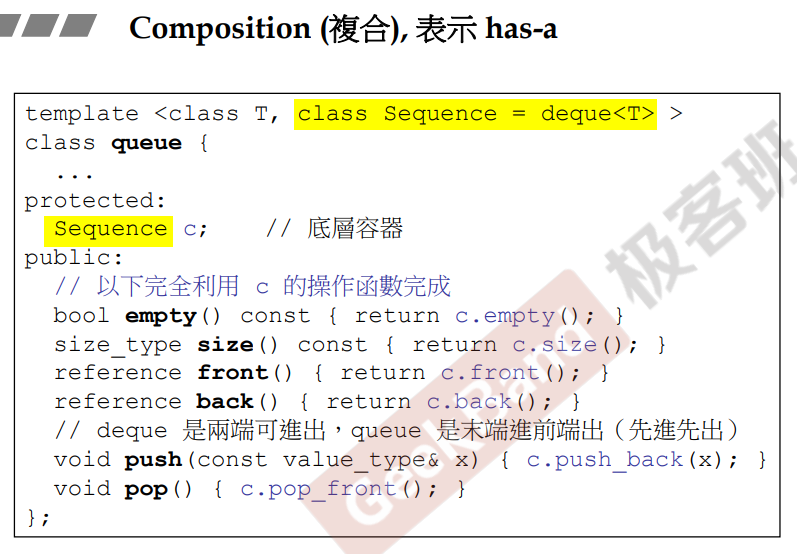 Composition (複合), 表示 has-a
template <class T, class Sequence = deque<T> >
class queue {
...
protected:
Sequence c; // 底層容器
public:
// 以下完全利用 c 的操作函數完成
bool empty() const { return c.empty(); }
size_type size() const { return c.size(); }
reference front() { return c.front(); }
reference back() { return c.back(); }
// deque 是兩端可進出，queue 是末端進前端出（先進先出）
void push(const value_type& x) { c.push_back(x); }
void pop() { c.pop_front(); }
};
GeekBand 极客班